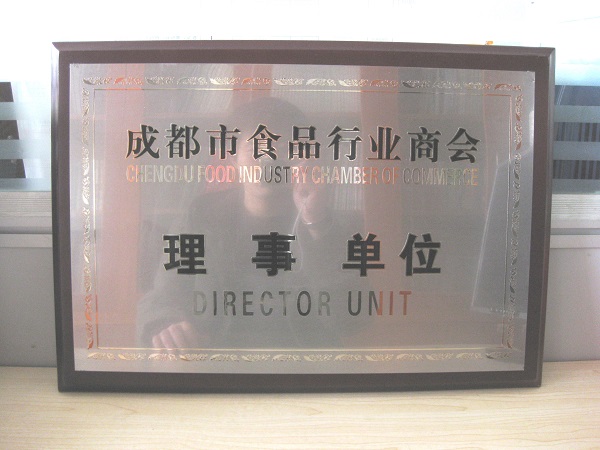 成都市食品行业商会
CHENGDU FOOD INDUSTRY CHAMBER OF COMMERCE
理事单位
DIRECTOR UNIT